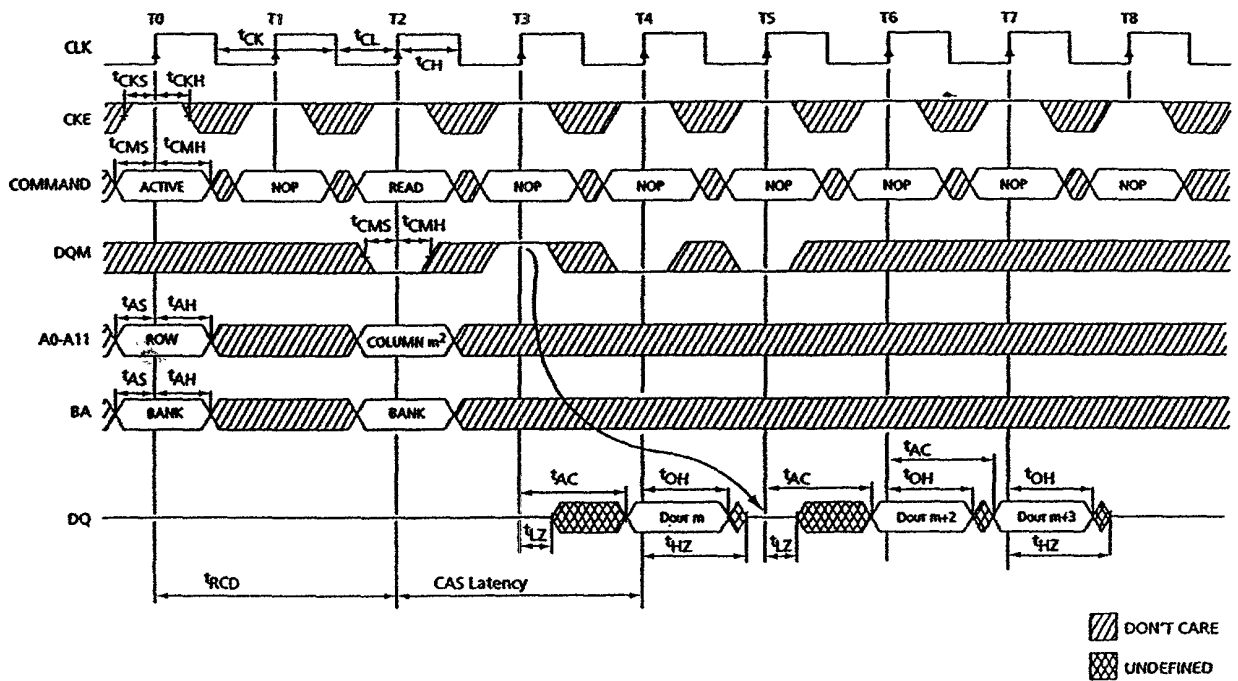 T0 T1 T2 T3 T4 T5 T6 T7 T8
CLK
tCK tCL
tCH
tCKS tCKH
CKE
tCMS tCMH
COMMAND ACTIVE NOP READ NOP NOP NOP NOP NOP NOP
tCMS tCMH
DQM
tAS tAH
A0-A11 ROW COLUMN m²
tAS tAH
BA BANK BANK
tAC
tAC tOH tAC tOH tOH
DQ Dout m Dout m+2 Dout m+3
tLZ tHZ tLZ tHZ
tRCD CAS Latency
DON'T CARE
UNDEFINED